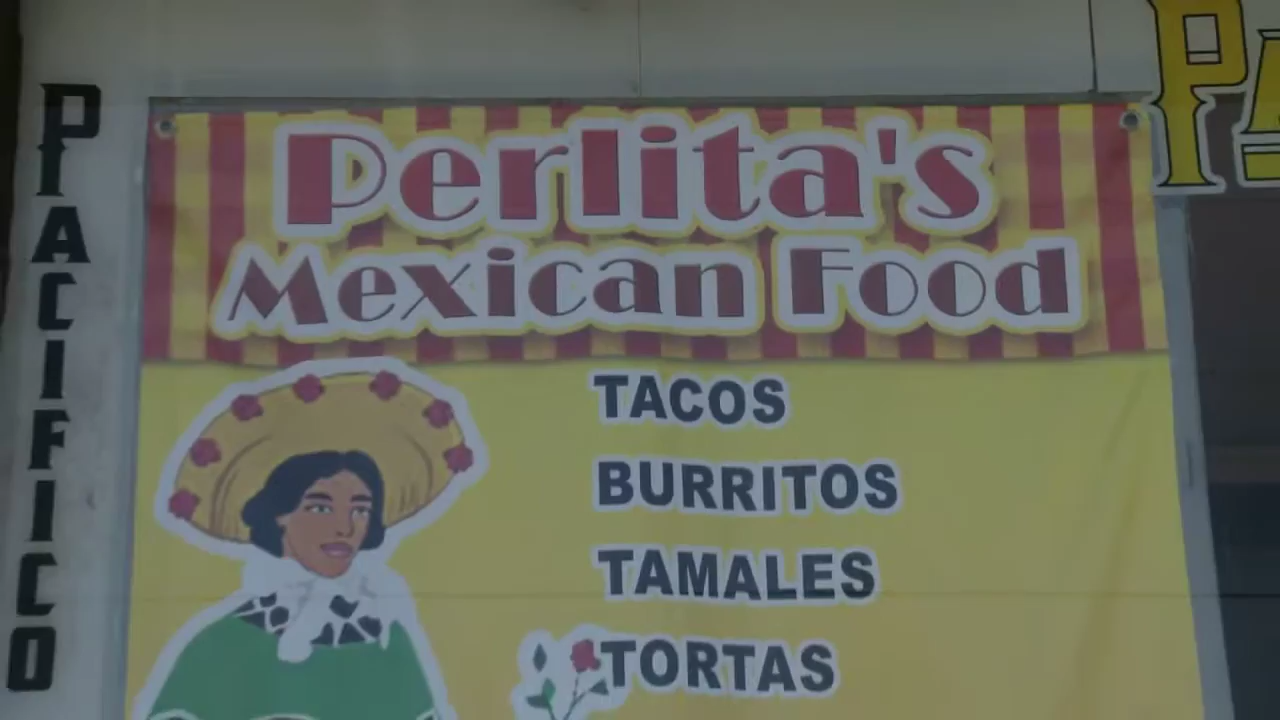 PACIFICO
Perlita's
Mexican Food
TACOS
BURRITOS
TAMALES
TORTAS